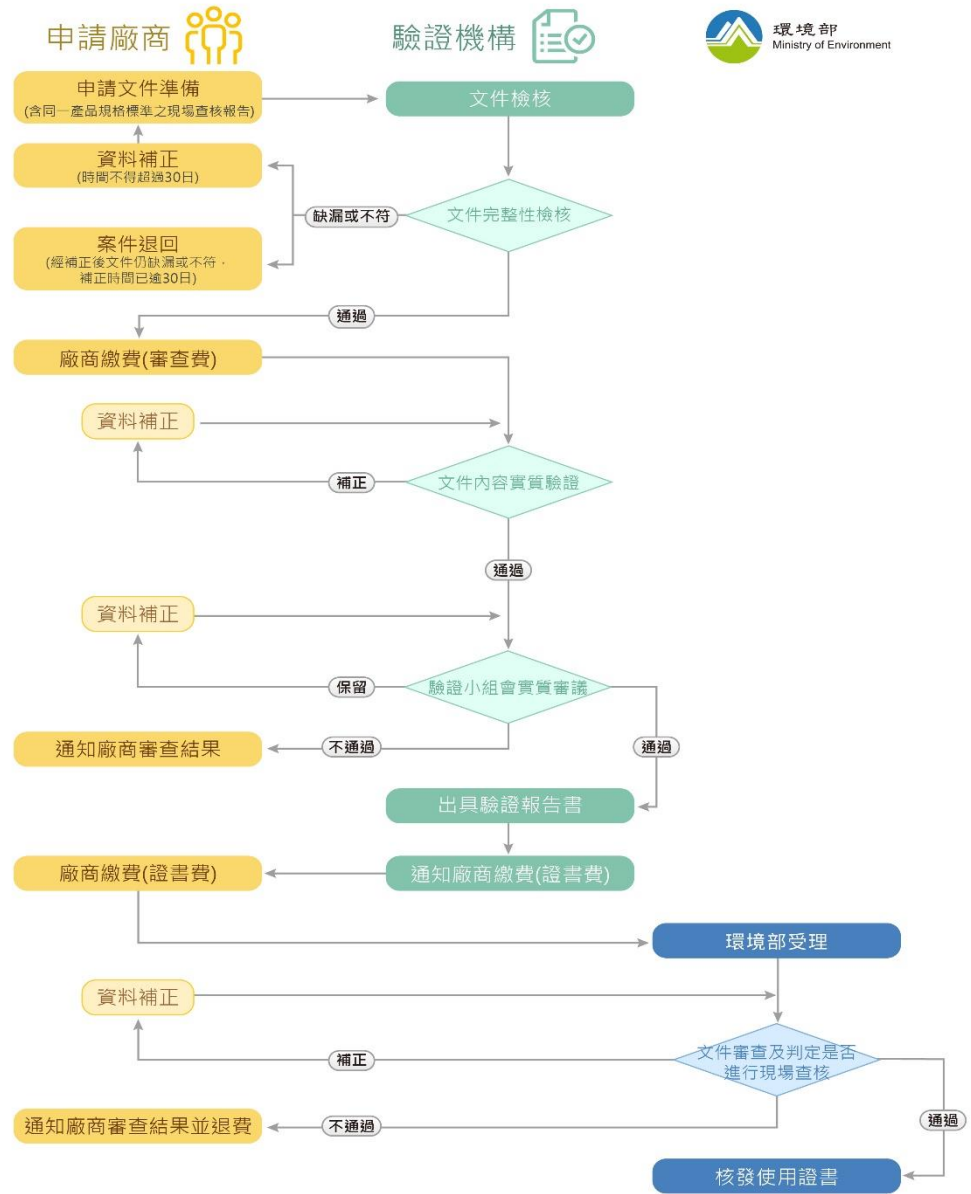 申請廠商
驗證機構
環境部
Ministry of Environment
申請文件準備
(含同一產品規格標準之現場查核報告)
文件檢核
資料補正
(時間不得超過30日)
缺漏或不符
文件完整性檢核
案件退回
(經補正後文件仍缺漏或不符，
補正時間已逾30日)
通過
廠商繳費(審查費)
資料補正
補正
文件內容實質驗證
通過
資料補正
保留
驗證小組會實質審議
通知廠商審查結果
不通過
通過
出具驗證報告書
廠商繳費(證書費)
通知廠商繳費(證書費)
環境部受理
資料補正
補正
文件審查及判定是否
進行現場查核
通知廠商審查結果並退費
不通過
通過
核發使用證書